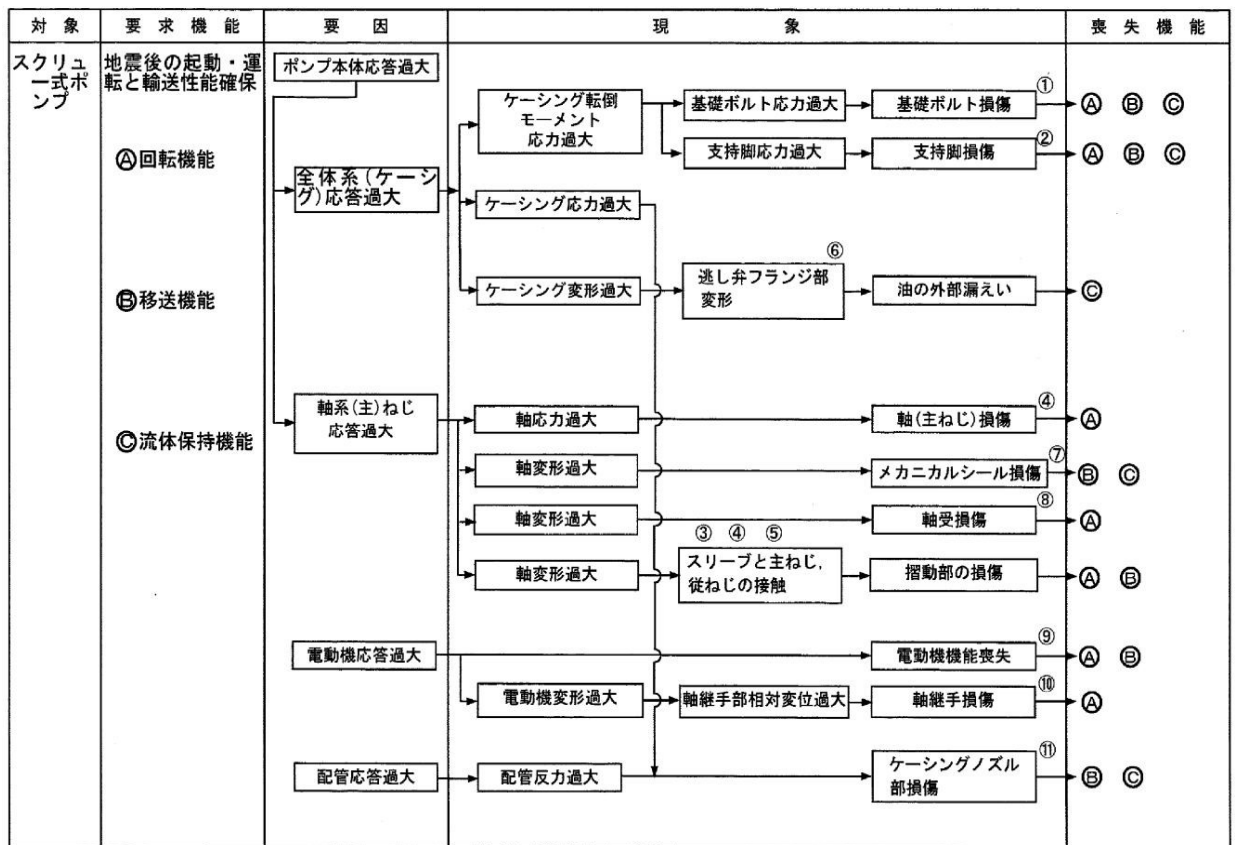 対象
要求機能
要因
現象
喪失機能
スクリュ
ー式ポ
ンプ
地震後の起動・運
転と輸送性能確保
Ⓐ回転機能
Ⓑ移送機能
Ⓒ流体保持機能
ポンプ本体応答過大
全体系(ケーシ
グ)応答過大
ケーシング転倒
モーメント
応力過大
基礎ボルト応力過大
①
基礎ボルト損傷
Ⓐ Ⓑ Ⓒ
支持脚応力過大
②
支持脚損傷
Ⓐ Ⓑ Ⓒ
ケーシング応力過大
ケーシング変形過大
⑥
逃し弁フランジ部
変形
油の外部漏えい
Ⓒ
軸系(主)ねじ
応答過大
軸応力過大
④
軸(主ねじ)損傷
Ⓐ
軸変形過大
⑦
メカニカルシール損傷
Ⓑ Ⓒ
軸変形過大
⑧
軸受損傷
Ⓐ
軸変形過大
③ ④ ⑤
スリーブと主ねじ,
従ねじの接触
摺動部の損傷
Ⓐ Ⓑ
電動機応答過大
⑨
電動機機能喪失
Ⓐ Ⓑ
電動機変形過大
軸継手部相対変位過大
⑩
軸継手損傷
Ⓐ
配管応答過大
配管反力過大
⑪
ケーシングノズル
部損傷
Ⓑ Ⓒ